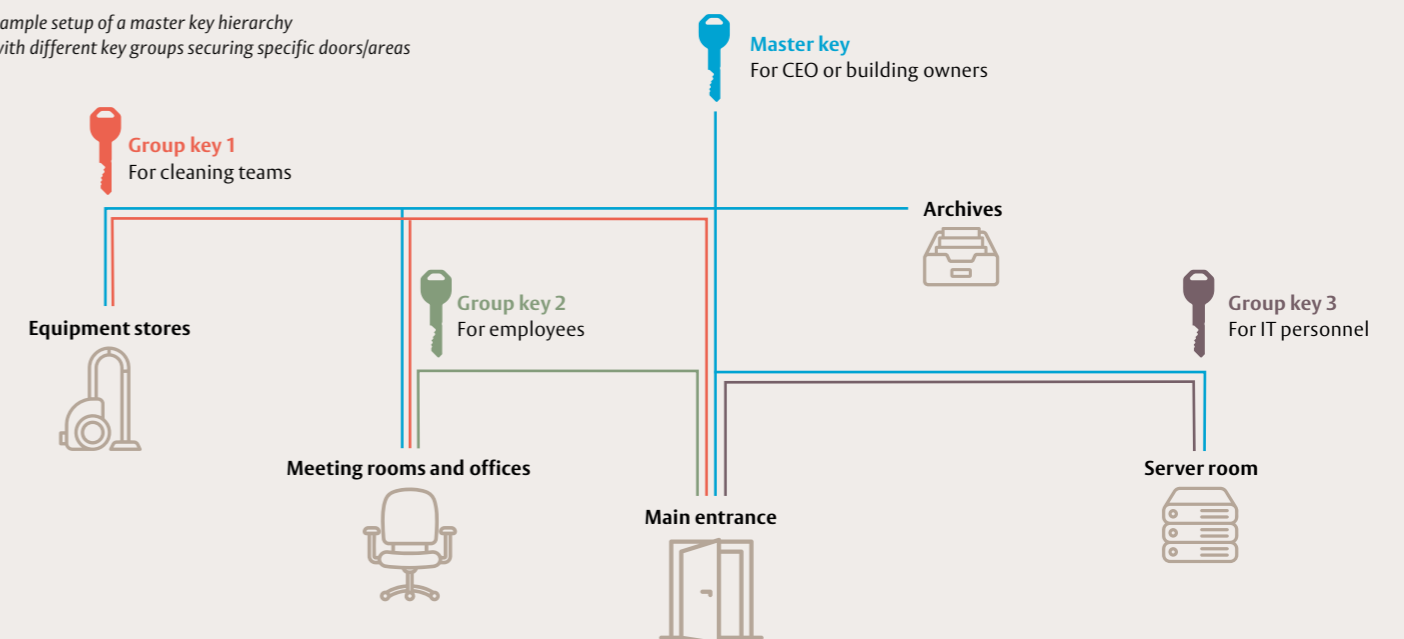 ample setup of a master key hierarchy
with different key groups securing specific doors/areas
Master key
For CEO or building owners
Group key 1
For cleaning teams
Archives
Group key 2
For employees
Group key 3
For IT personnel
Equipment stores
Meeting rooms and offices
Server room
Main entrance